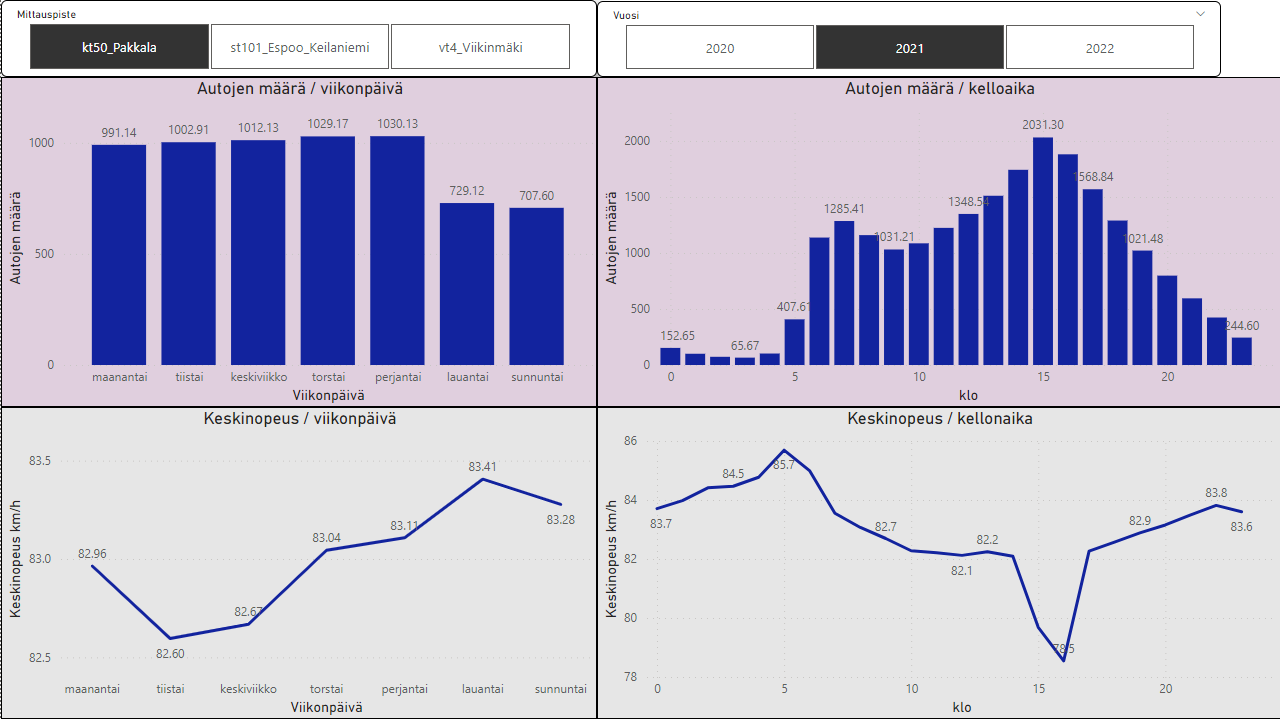 Mittauspiste
kt50_Pakkala
st101_Espoo_Keilaniemi
vt4_Viikinmäki
Vuosi
2020
2021
2022
Autojen määrä / viikonpäivä
Autojen määrä
1000
500
0
991.14
1002.91
1012.13
1029.17
1030.13
729.12
707.60
maanantai
tiistai
keskiviikko
torstai
perjantai
lauantai
sunnuntai
Viikonpäivä
Autojen määrä / kelloaika
Autojen määrä
2000
1500
1000
500
0
152.65
65.67
407.61
1285.41
1031.21
1348.54
2031.30
1568.84
1021.48
244.60
0
5
10
15
20
klo
Keskinopeus / viikonpäivä
Keskinopeus km/h
83.5
83.0
82.5
82.96
82.60
82.67
83.04
83.11
83.41
83.28
maanantai
tiistai
keskiviikko
torstai
perjantai
lauantai
sunnuntai
Viikonpäivä
Keskinopeus / kellonaika
Keskinopeus km/h
86
84
82
80
78
83.7
84.5
85.7
82.7
82.1
82.2
78.5
82.9
83.8
83.6
0
5
10
15
20
klo